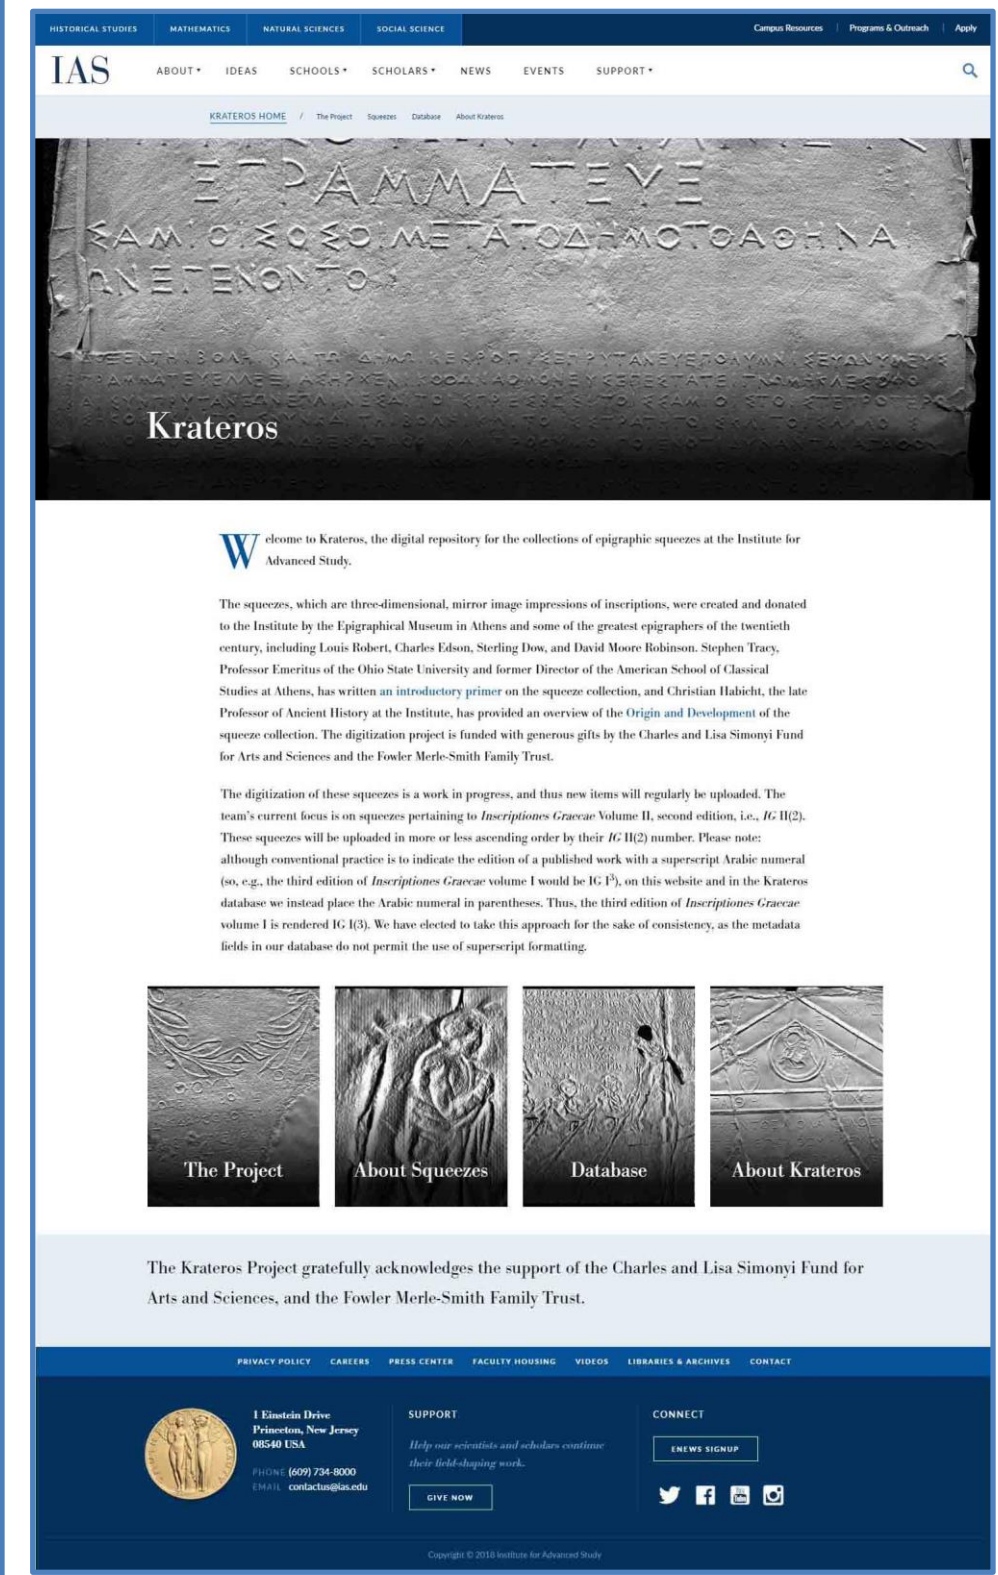 HISTORICAL STUDIES MATHEMATICS NATURAL SCIENCES SOCIAL SCIENCE Campus Resources Programs & Outreach Apply
IAS ABOUT IDEAS SCHOOLS SCHOLARS NEWS EVENTS SUPPORT
KRATEROS HOME / The Project Squeezes Database About Krateros
ΕΓΡΑΜΜΑΤΕΥΕ
ΣΑΜΙΟΙΣΟΣΟΙΜΕΤΑΤΟΔΗΜΟΤΟΑΘΗΝΑ
ΩΝΕΓΕΝΟΝΤΟ
Krateros
Welcome to Krateros, the digital repository for the collections of epigraphic squeezes at the Institute for
Advanced Study.
The squeezes, which are three-dimensional, mirror image impressions of inscriptions, were created and donated
to the Institute by the Epigraphical Museum in Athens and some of the greatest epigraphers of the twentieth
century, including Louis Robert, Charles Edson, Sterling Dow, and David Moore Robinson. Stephen Tracy,
Professor Emeritus of the Ohio State University and former Director of the American School of Classical
Studies at Athens, has written an introductory primer on the squeeze collection, and Christian Habicht, the late
Professor of Ancient History at the Institute, has provided an overview of the Origin and Development of the
squeeze collection. The digitization project is funded with generous gifts by the Charles and Lisa Simonyi Fund
for Arts and Sciences and the Fowler Merle-Smith Family Trust.
The digitization of these squeezes is a work in progress, and thus new items will regularly be uploaded. The
team's current focus is on squeezes pertaining to Inscriptiones Graecae Volume II, second edition, i.e., IG II(2).
These squeezes will be uploaded in more or less ascending order by their IG II(2) number. Please note:
although conventional practice is to indicate the edition of a published work with a superscript Arabic numeral
(so, e.g., the third edition of Inscriptiones Graecae volume I would be IG I³), on this website and in the Krateros
database we instead place the Arabic numeral in parentheses. Thus, the third edition of Inscriptiones Graecae
volume I is rendered IG I(3). We have elected to take this approach for the sake of consistency, as the metadata
fields in our database do not permit the use of superscript formatting.
The Project About Squeezes Database About Krateros
The Krateros Project gratefully acknowledges the support of the Charles and Lisa Simonyi Fund for
Arts and Sciences, and the Fowler Merle-Smith Family Trust.
PRIVACY POLICY CAREERS PRESS CENTER FACULTY HOUSING VIDEOS LIBRARIES & ARCHIVES CONTACT
1 Einstein Drive
Princeton, New Jersey
08540 USA
PHONE (609) 734-8000
EMAIL contactus@ias.edu
SUPPORT
Help our scientists and scholars continue
their field-shaping work.
GIVE NOW
CONNECT
ENEWS SIGNUP
Copyright © 2018 Institute for Advanced Study